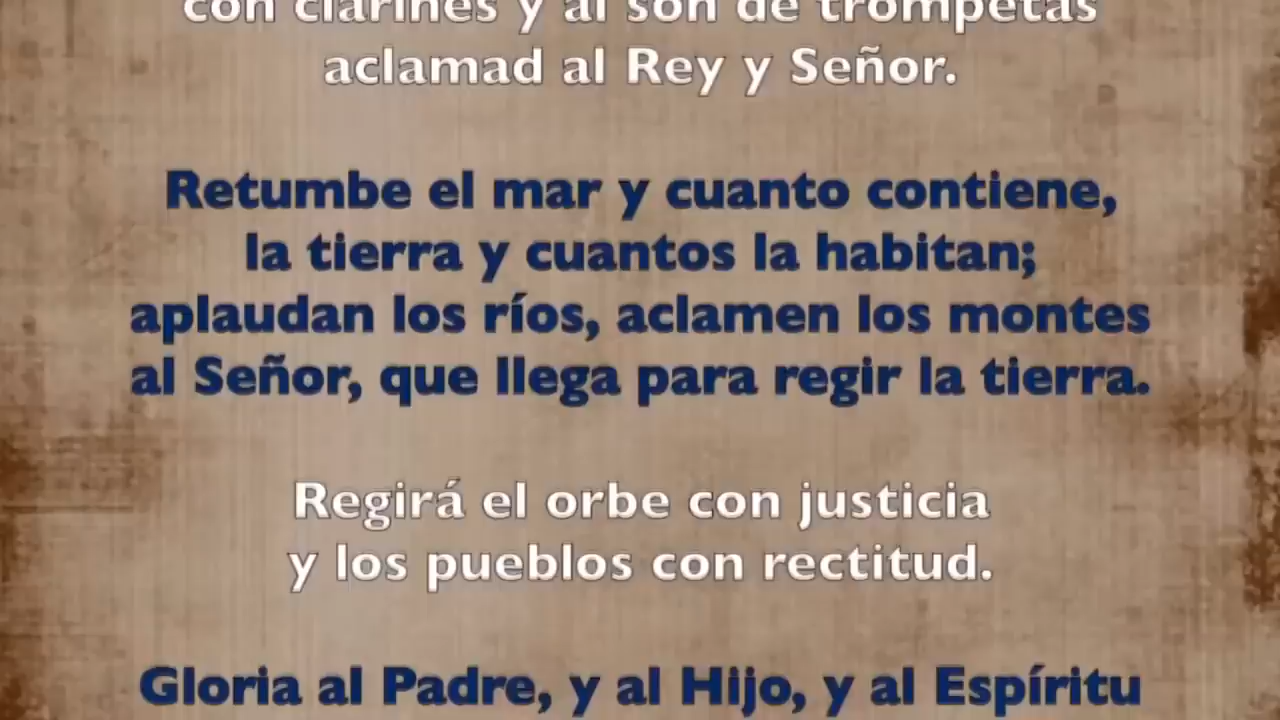 con clarines y al son de trompetas
aclamad al Rey y Señor.
Retumbe el mar y cuanto contiene,
la tierra y cuantos la habitan;
aplaudan los ríos, aclamen los montes
al Señor, que llega para regir la tierra.
Regirá el orbe con justicia
y los pueblos con rectitud.
Gloria al Padre, y al Hijo, y al Espíritu